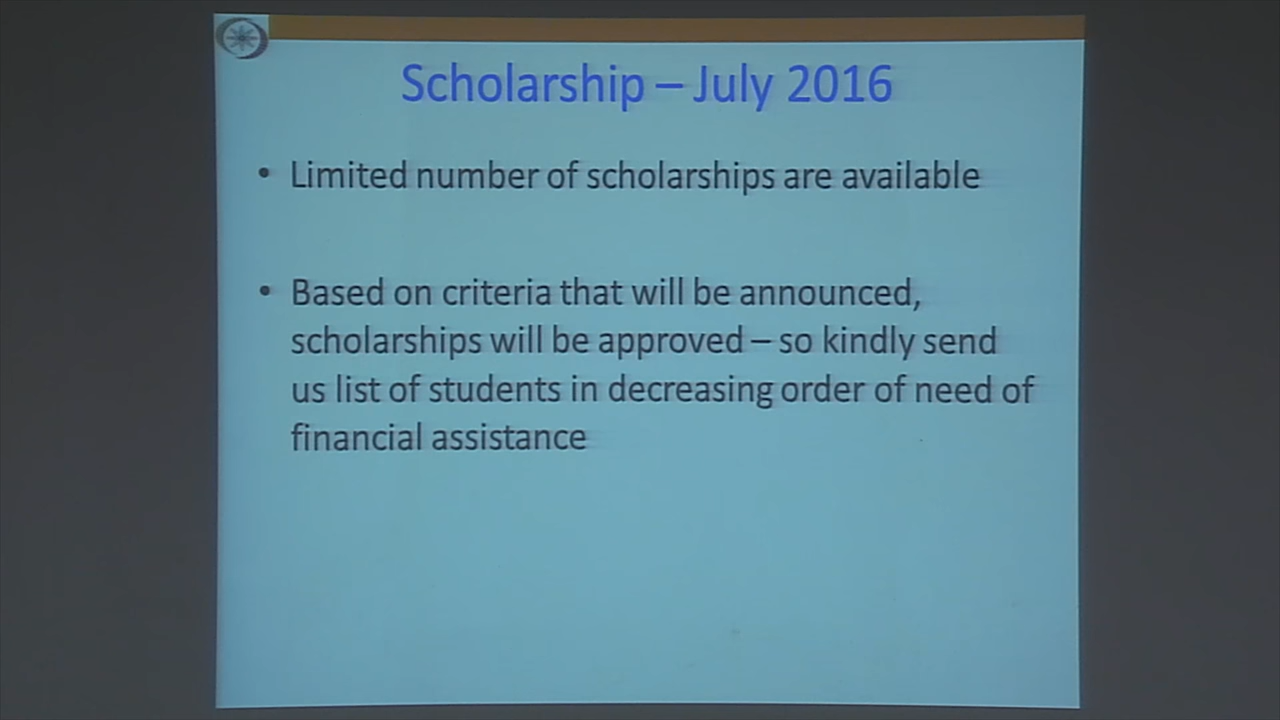 Scholarship – July 2016
• Limited number of scholarships are available
• Based on criteria that will be announced,
scholarships will be approved – so kindly send
us list of students in decreasing order of need of
financial assistance